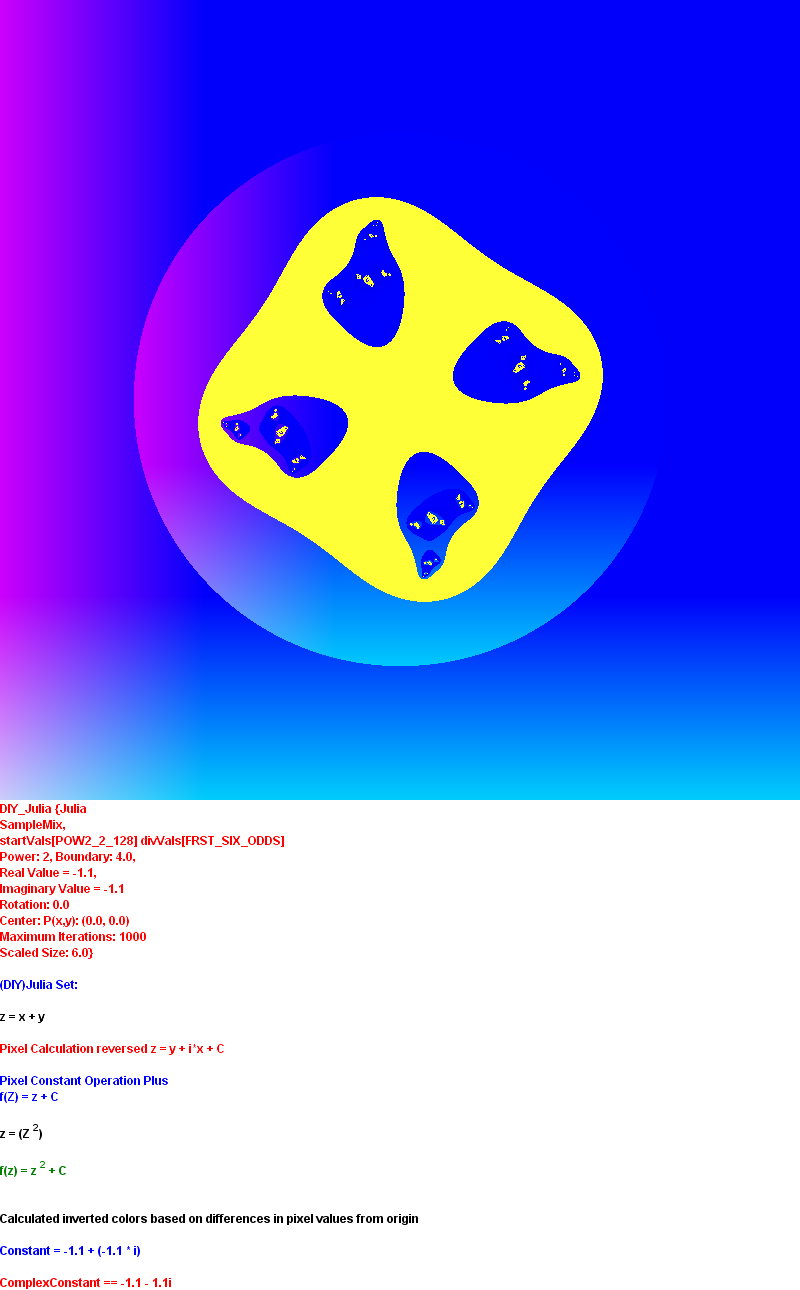 DIY_Julia {Julia
SampleMix,
startVals[POW2_2_128] divVals[FRST_SIX_ODDS]
Power: 2, Boundary: 4.0,
Real Value = -1.1,
Imaginary Value = -1.1
Rotation: 0.0
Center: P(x,y): (0.0, 0.0)
Maximum Iterations: 1000
Scaled Size: 6.0}
(DIY)Julia Set:
z = x + y
Pixel Calculation reversed z = y + i*x + C
Pixel Constant Operation Plus
f(Z) = z + C
z = (Z ²)
f(z) = z ² + C
Calculated inverted colors based on differences in pixel values from origin
Constant = -1.1 + (-1.1 * i)
ComplexConstant == -1.1 - 1.1i